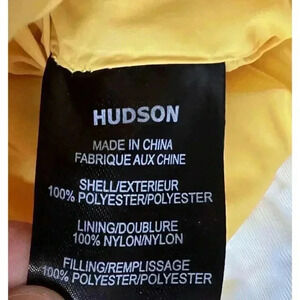 HUDSON
MADE IN CHINA
FABRIQUE AUX CHINE
SHELL/EXTERIEUR
100% POLYESTER/POLYESTER
LINING/DOUBLURE
100% NYLON/NYLON
FILLING/REMPLISSAGE
100% POLYESTER/POLYESTER